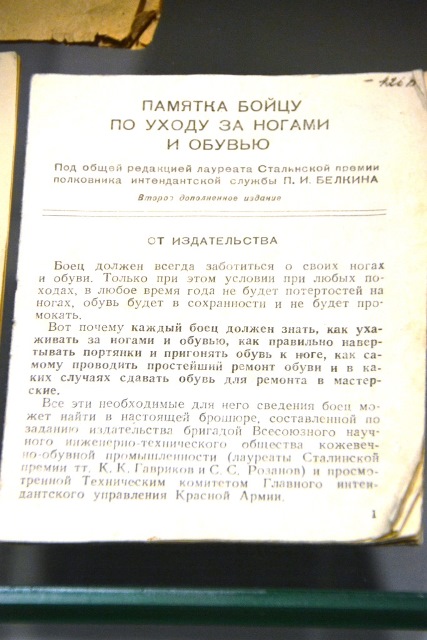 ПАМЯТКА БОЙЦУ
ПО УХОДУ ЗА НОГАМИ
И ОБУВЬЮ
Под общей редакцией лауреата Сталинской премии
полковника интендантской службы П. И. БЕЛКИНА
Второе дополненное издание
ОТ ИЗДАТЕЛЬСТВА
Боец должен всегда заботиться о своих ногах
и обуви. Только при этом условии при любых по-
ходах, в любое время года не будет потертостей на
ногах, обувь будет в сохранности и не будет про-
мокать.
Вот почему каждый боец должен знать, как уха-
живать за ногами и обувью, как правильно навер-
тывать портянки и пригонять обувь к ноге, как са-
мому проводить простейший ремонт обуви и в ка-
ких случаях сдавать обувь для ремонта в мастер-
ские.
Все эти необходимые для него сведения боец мо-
жет найти в настоящей брошюре, составленной по
заданию издательства бригадой Всесоюзного науч-
ного инженерно-технического общества кожевен-
но-обувной промышленности (лауреаты Сталинской
премии тт. К. К. Гавриков и С. С. Розанов) и просмо-
тренной Техническим комитетом Главного интен-
дантского управления Красной Армии.
1